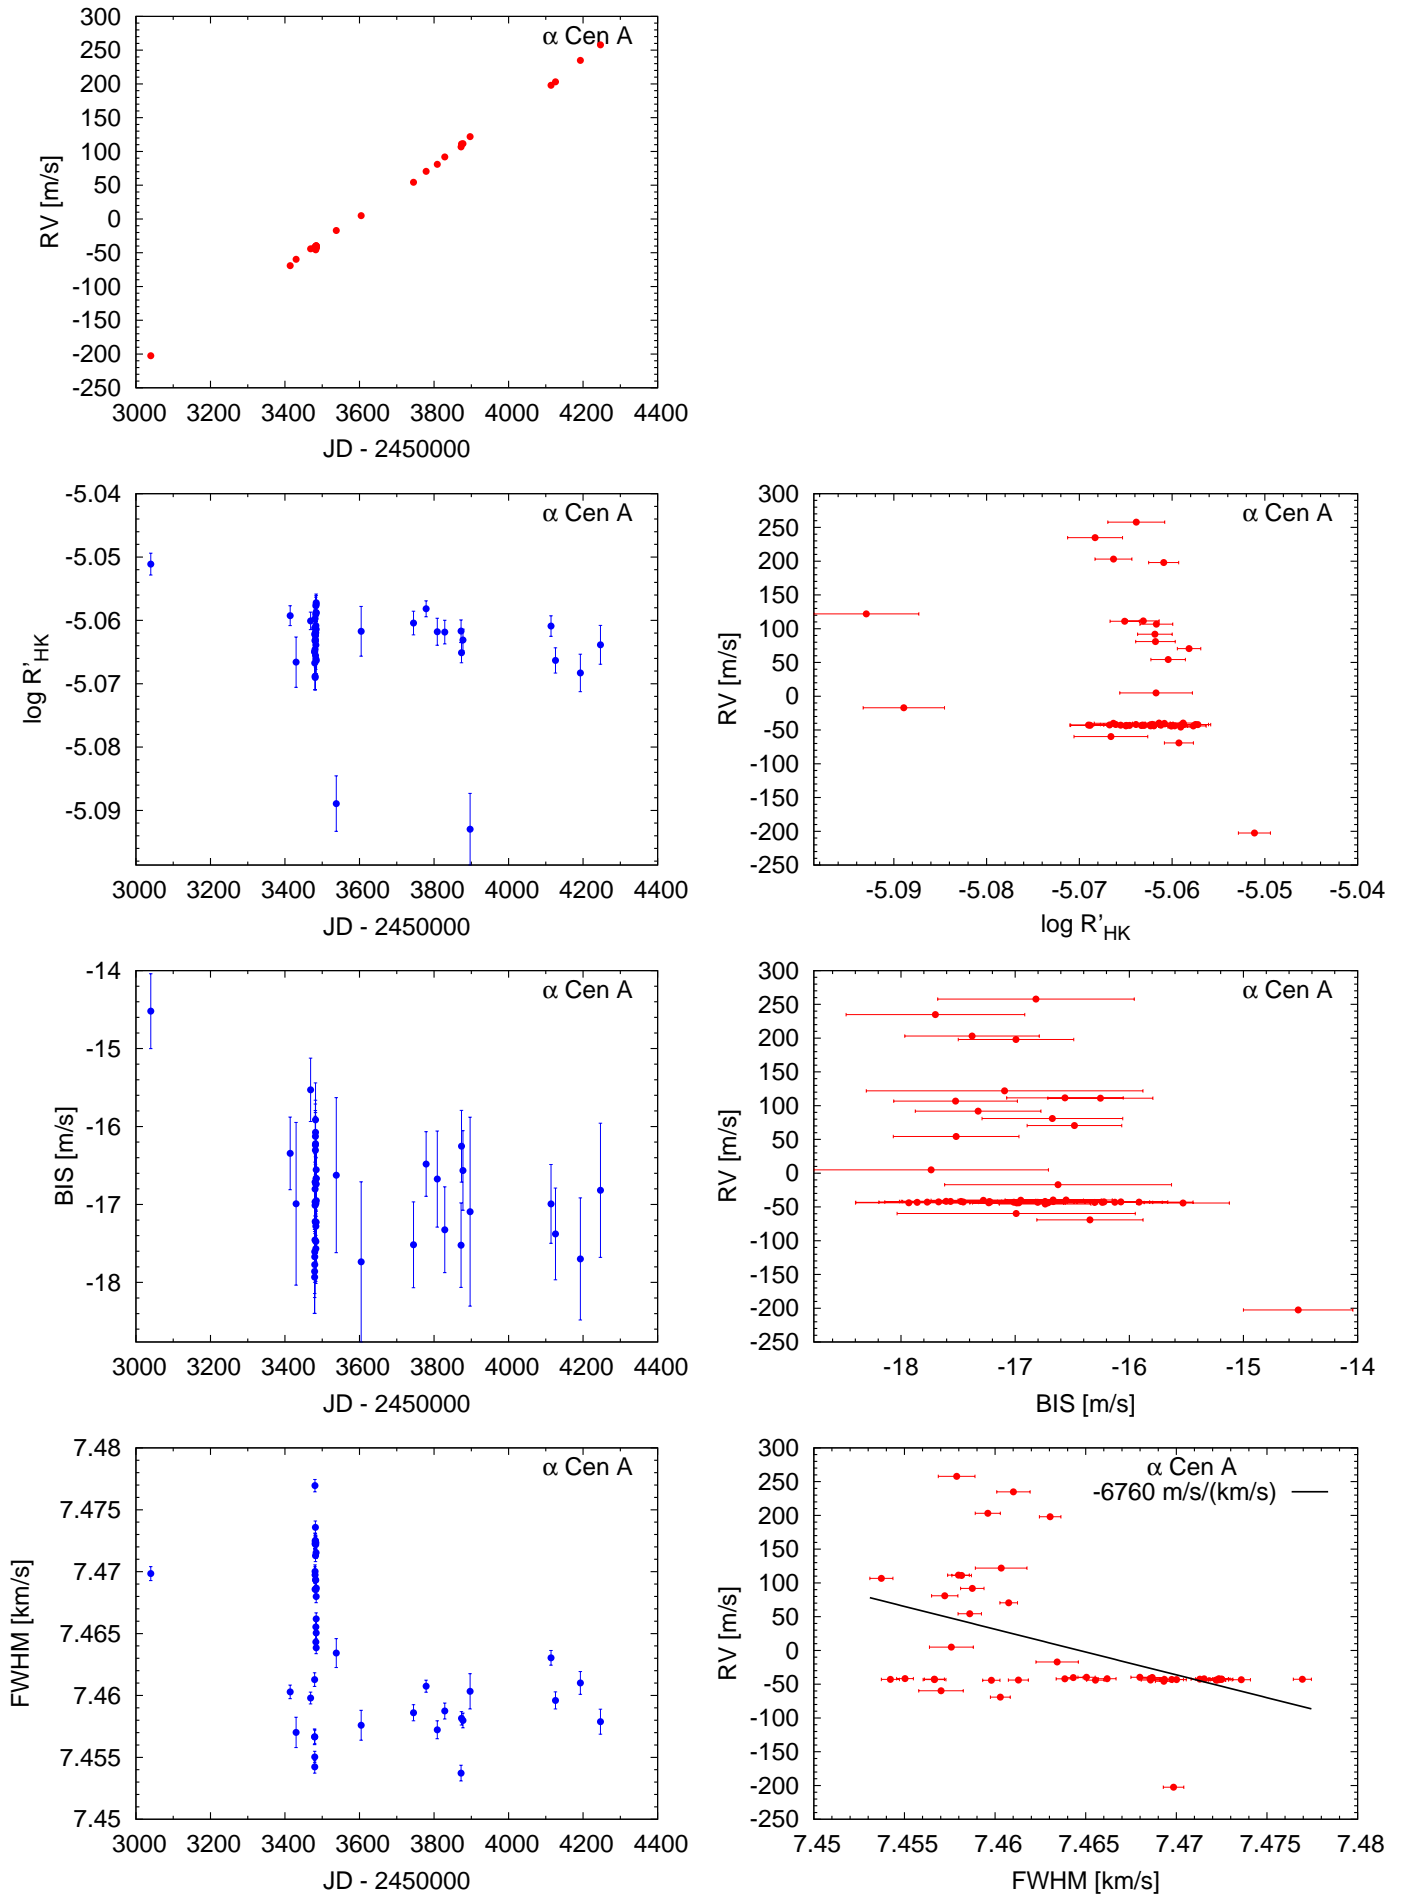 α Cen A
RV [m/s]
300
250
200
150
100
50
0
-50
-100
-150
-200
-250
3000 3200 3400 3600 3800 4000 4200 4400
JD - 2450000
α Cen A
log R'HK
-5.04
-5.05
-5.06
-5.07
-5.08
-5.09
3000 3200 3400 3600 3800 4000 4200 4400
JD - 2450000
α Cen A
RV [m/s]
300
250
200
150
100
50
0
-50
-100
-150
-200
-250
-5.09 -5.08 -5.07 -5.06 -5.05 -5.04
log R'HK
α Cen A
BIS [m/s]
-14
-15
-16
-17
-18
3000 3200 3400 3600 3800 4000 4200 4400
JD - 2450000
α Cen A
RV [m/s]
300
250
200
150
100
50
0
-50
-100
-150
-200
-250
-18 -17 -16 -15 -14
BIS [m/s]
α Cen A
FWHM [km/s]
7.48
7.475
7.47
7.465
7.46
7.455
7.45
3000 3200 3400 3600 3800 4000 4200 4400
JD - 2450000
α Cen A
-6760 m/s/(km/s)
RV [m/s]
300
250
200
150
100
50
0
-50
-100
-150
-200
-250
7.45 7.455 7.46 7.465 7.47 7.475 7.48
FWHM [km/s]